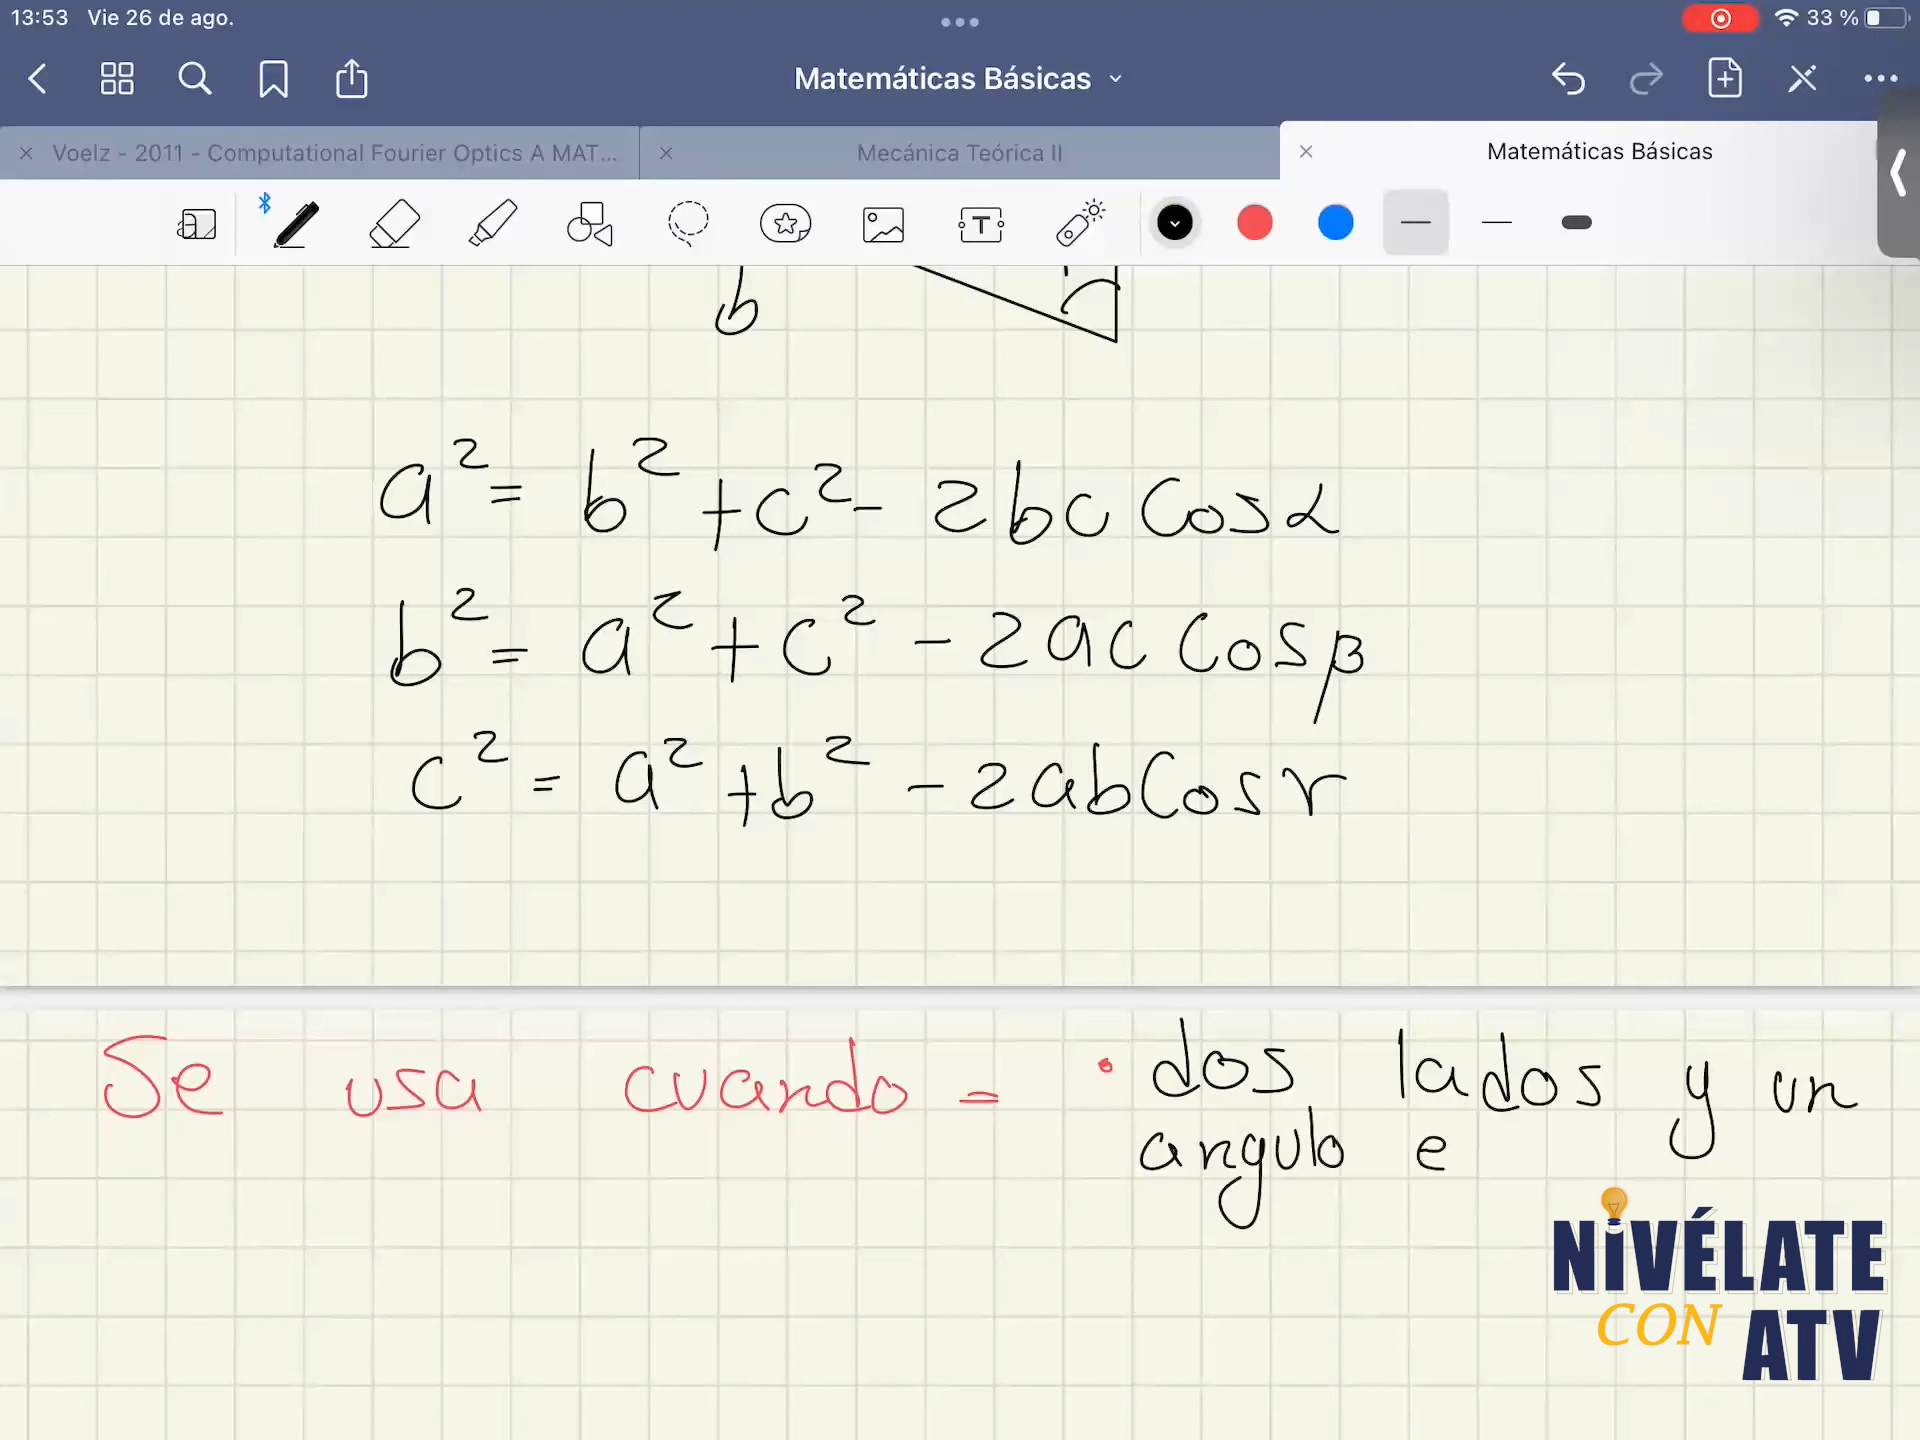 13:53 Vie 26 de ago.
33 %
Matemáticas Básicas
Voelz - 2011 - Computational Fourier Optics A MAT...
Mecánica Teórica II
Matemáticas Básicas
b
a² = b² + c² - 2bc Cos α
b² = a² + c² - 2ac Cos β
c² = a² + b² - 2ab Cos γ
Se usa cuando = · dos lados y un
angulo e
NiVÉLATE
CON
ATV